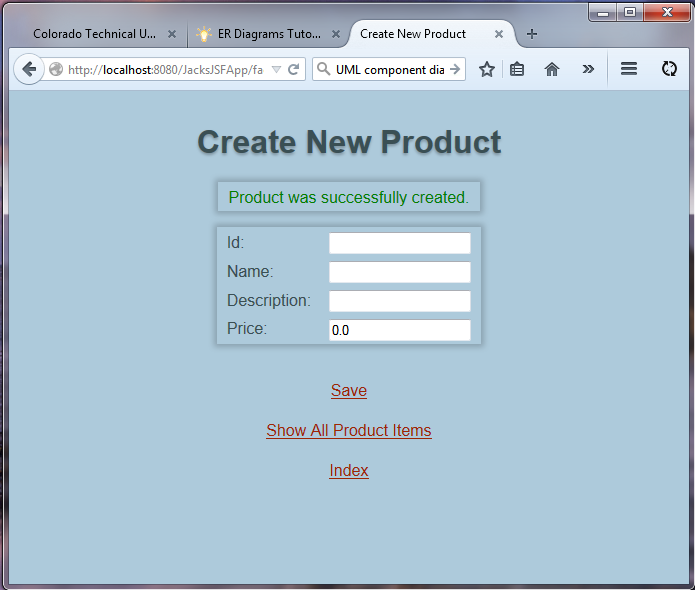 Colorado Technical U...
ER Diagrams Tuto...
Create New Product
http://localhost:8080/JacksJSFApp/fa
UML component dia
Create New Product
Product was successfully created.
Id:
Name:
Description:
Price: 0.0
Save
Show All Product Items
Index